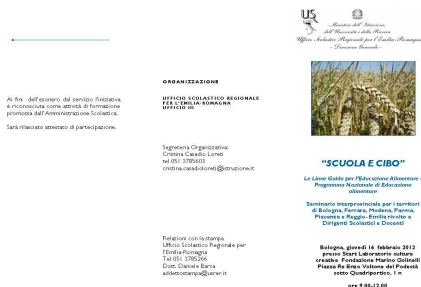 Ai fini dell'esonero dal servizio l'iniziativa
è riconosciuta come attività di formazione
promossa dall'Amministrazione Scolastica.
Sarà rilasciato attestato di partecipazione.
ORGANIZZAZIONE
UFFICIO SCOLASTICO REGIONALE
PER L'EMILIA-ROMAGNA
UFFICIO III
Segreteria Organizzativa:
Cristina Casadio Loreti
tel 051 3785603
cristina.casadioloreti@istruzione.it
Relazioni con la stampa
Ufficio Scolastico Regionale per
l'Emilia-Romagna
Tel 051 3785266
Dott. Daniele Barca
addettostampa@usrer.it
US
Ministero dell'Istruzione,
dell'Università e della Ricerca
Ufficio Scolastico Regionale per l'Emilia-Romagna
- Direzione Generale -
"SCUOLA E CIBO"
Le Linee Guida per l'Educazione Alimentare
Programma Nazionale di Educazione
alimentare
Seminario interprovinciale per i territori
di Bologna, Ferrara, Modena, Parma,
Piacenza e Reggio-Emilia rivolto a
Dirigenti Scolastici e Docenti
Bologna, giovedì 16 febbraio 2012
presso Start Laboratorio culture
creative Fondazione Marino Golinelli
Piazza Re Enzo Voltone del Podestà
sotto Quadriportico, 1 n
ore 9.00-12.00